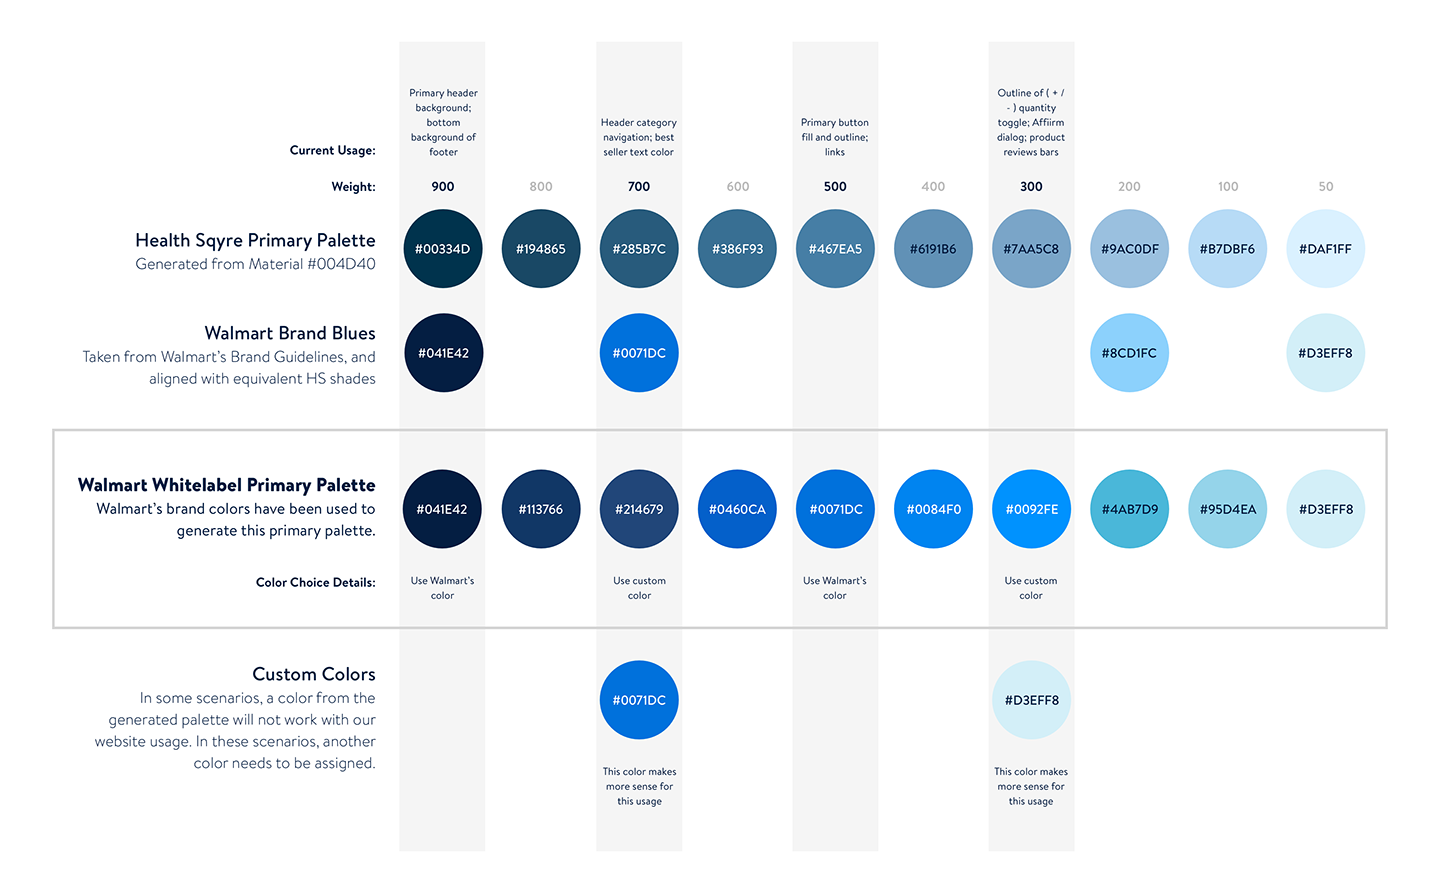 Primary header
background;
bottom
background of
footer
Header category
navigation; best
seller text color
Primary button
fill and outline;
links
Outline of ( + /
- ) quantity
toggle; Affiirm
dialog; product
reviews bars
Current Usage:
Weight:
900
800
700
600
500
400
300
200
100
50
Health Sqyre Primary Palette
Generated from Material #004D40
#00334D
#194865
#285B7C
#386F93
#467EA5
#6191B6
#7AA5C8
#9AC0DF
#B7DBF6
#DAF1FF
Walmart Brand Blues
Taken from Walmart's Brand Guidelines, and
aligned with equivalent HS shades
#041E42
#0071DC
#8CD1FC
#D3EFF8
Walmart Whitelabel Primary Palette
Walmart's brand colors have been used to
generate this primary palette.
#041E42
#113766
#214679
#0460CA
#0071DC
#0084F0
#0092FE
#4AB7D9
#95D4EA
#D3EFF8
Color Choice Details:
Use Walmart's
color
Use custom
color
Use Walmart's
color
Use custom
color
Custom Colors
In some scenarios, a color from the
generated palette will not work with our
website usage. In these scenarios, another
color needs to be assigned.
#0071DC
#D3EFF8
This color makes
more sense for
this usage
This color makes
more sense for
this usage